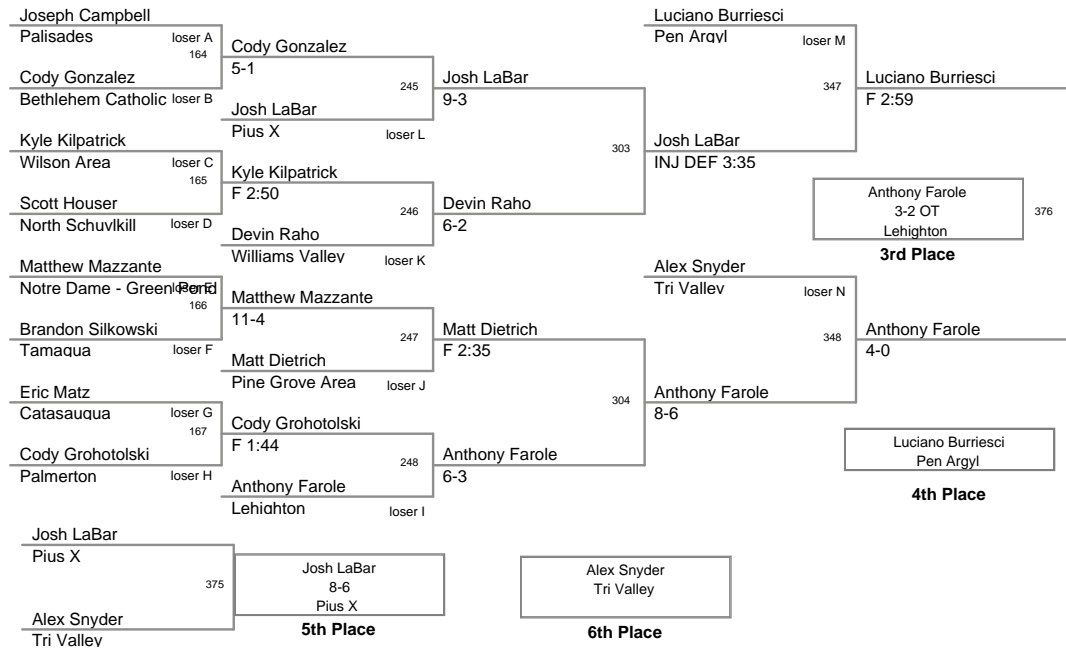 Joseph Campbell
Palisades
loser A
164
Cody Gonzalez
Bethlehem Catholic
loser B
Kyle Kilpatrick
Wilson Area
loser C
165
Scott Houser
North Schuylkill
loser D
Matthew Mazzante
Notre Dame - Green Pond
loser E
166
Brandon Silkowski
Tamaqua
loser F
Eric Matz
Catasauqua
loser G
167
Cody Grohotolski
Palmerton
loser H
Cody Gonzalez
5-1
245
Josh LaBar
Pius X
loser L
Kyle Kilpatrick
F 2:50
246
Devin Raho
Williams Valley
loser K
Matthew Mazzante
11-4
247
Matt Dietrich
Pine Grove Area
loser J
Cody Grohotolski
F 1:44
248
Anthony Farole
Lehighton
loser I
Josh LaBar
9-3
303
Devin Raho
6-2
Matt Dietrich
F 2:35
304
Anthony Farole
6-3
Luciano Burriesci
Pen Argyl
loser M
347
Josh LaBar
INJ DEF 3:35
Alex Snyder
Tri Valley
loser N
348
Anthony Farole
8-6
Luciano Burriesci
F 2:59
Anthony Farole
3-2 OT
Lehighton
376
3rd Place
Anthony Farole
4-0
Luciano Burriesci
Pen Argyl
4th Place
Josh LaBar
Pius X
375
Alex Snyder
Tri Valley
Josh LaBar
8-6
Pius X
5th Place
Alex Snyder
Tri Valley
6th Place